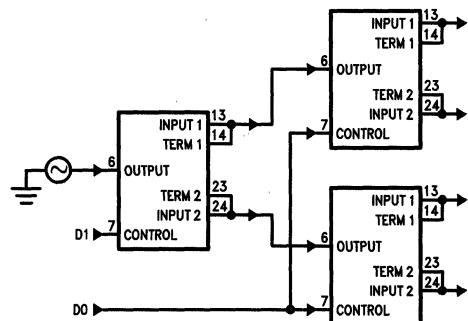 INPUT 1 13
TERM 1 14
6 OUTPUT
TERM 2 23
INPUT 2 24
7 CONTROL
INPUT 1 13
TERM 1 14
6 OUTPUT
TERM 2 23
INPUT 2 24
D1 7 CONTROL
INPUT 1 13
TERM 1 14
6 OUTPUT
TERM 2 23
INPUT 2 24
D0 7 CONTROL